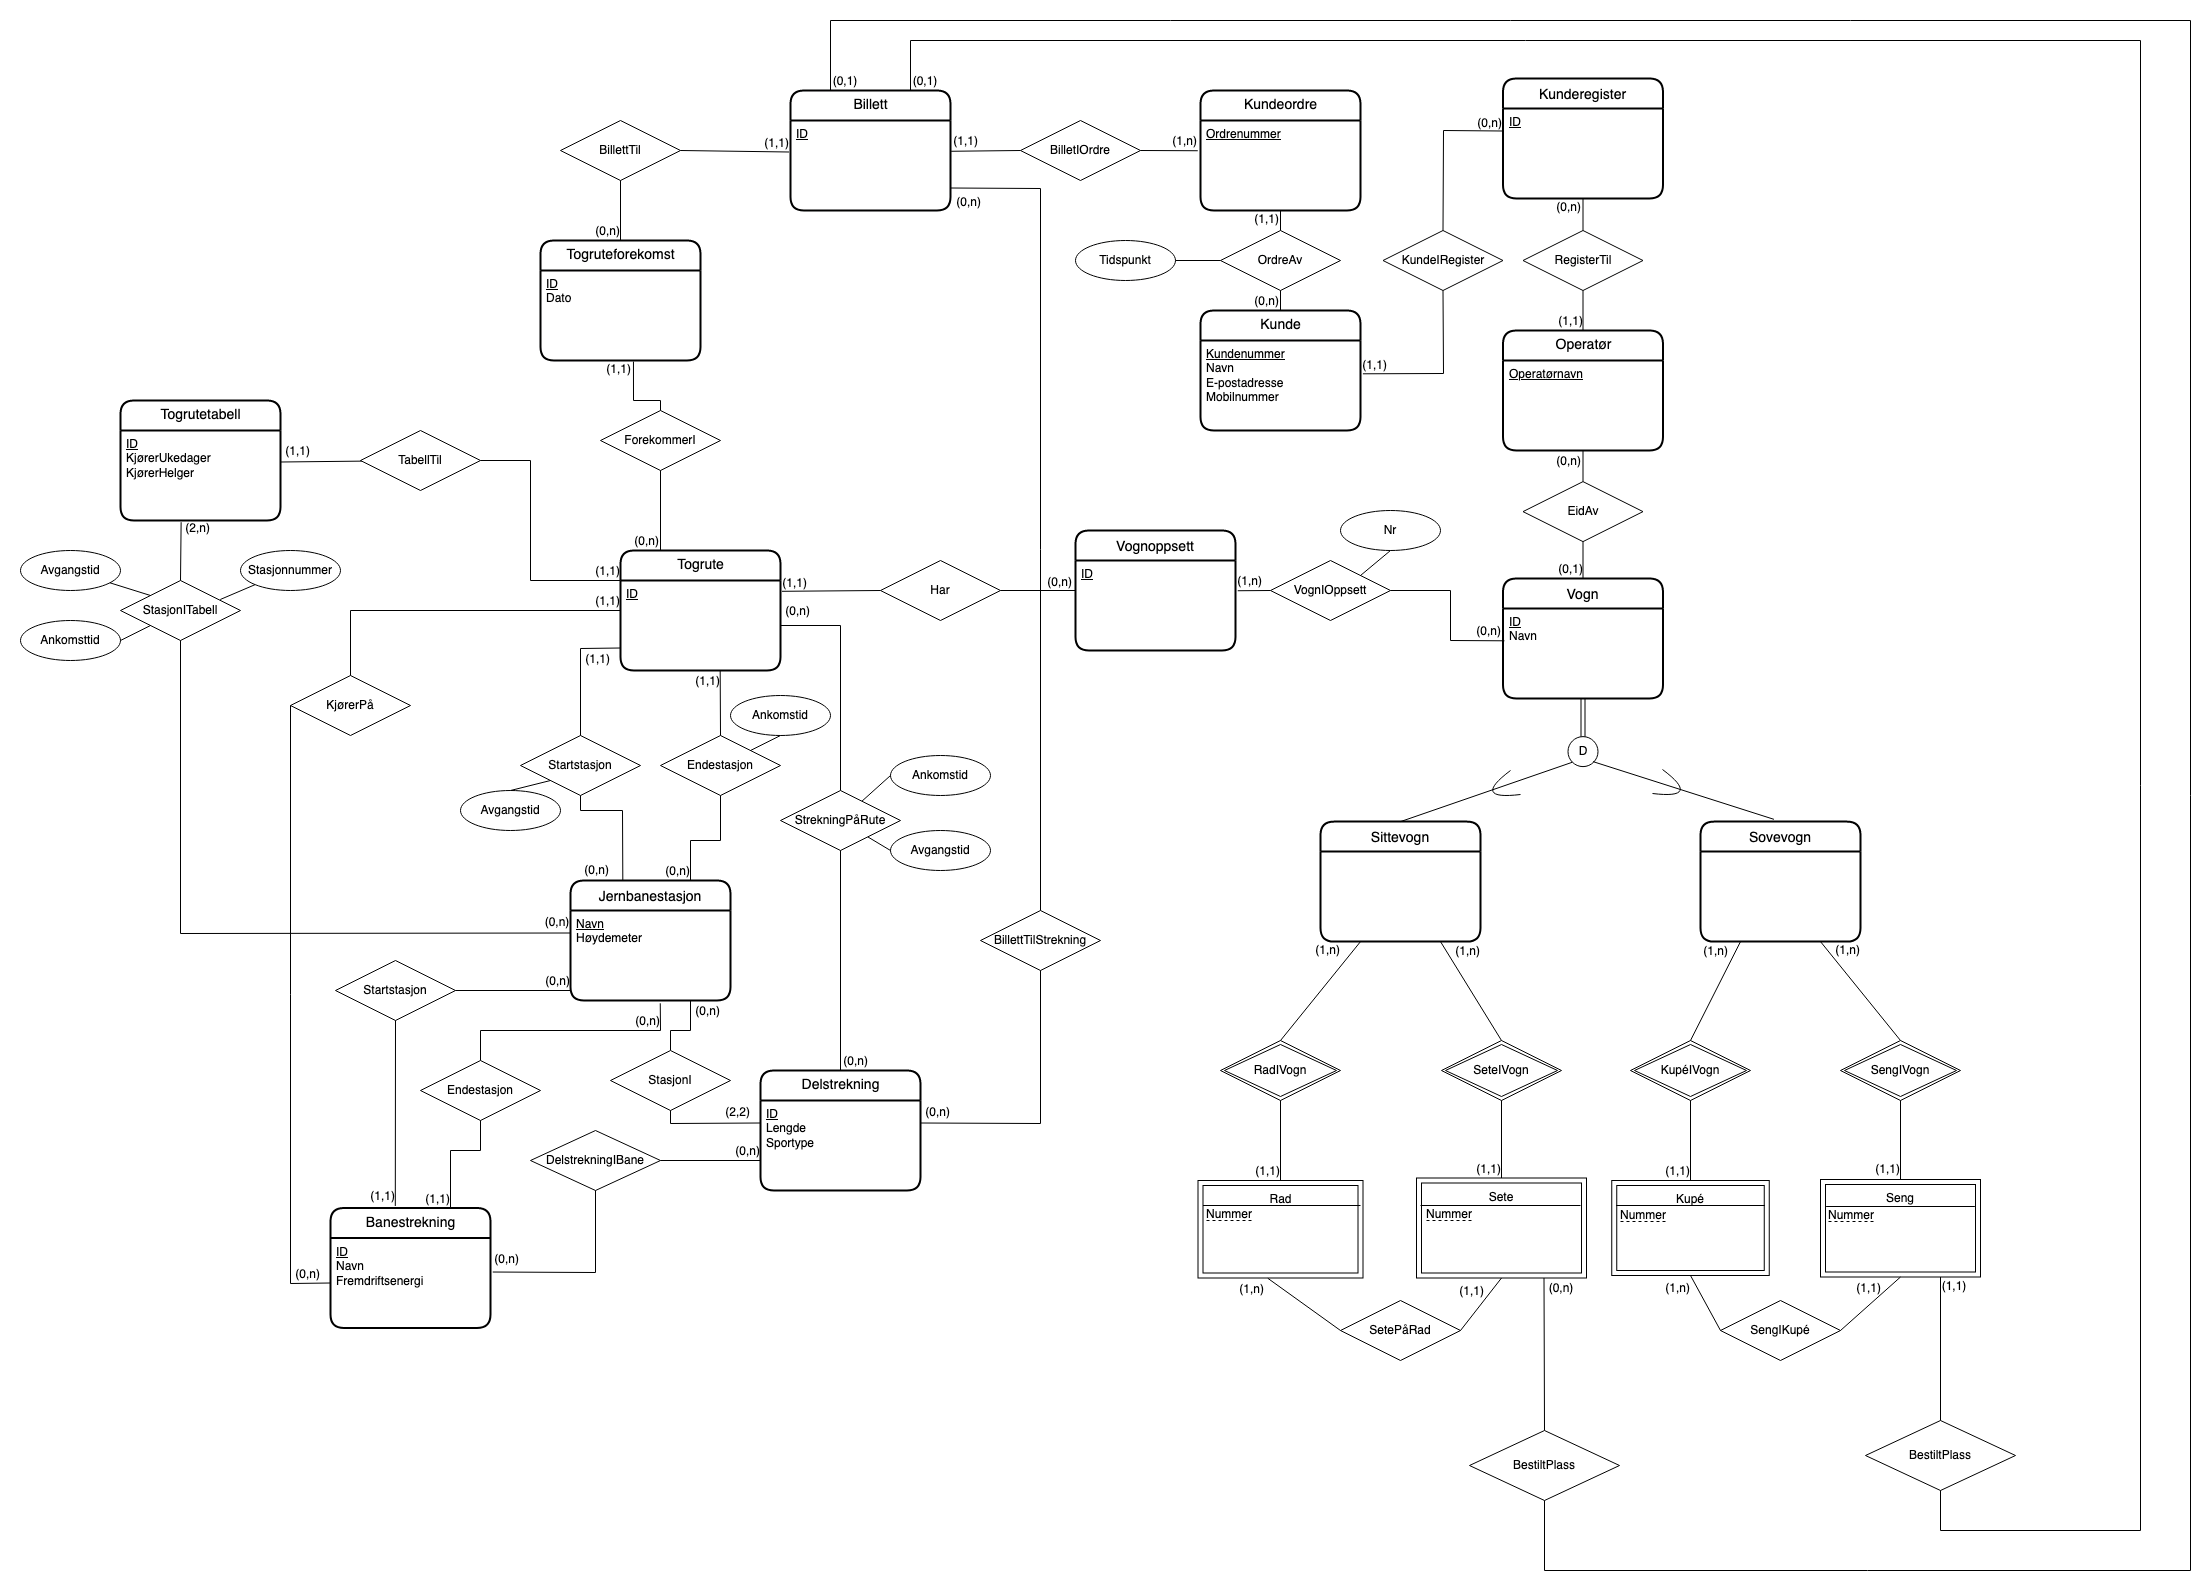 (0,1)
(0,1)
Billett
ID
(1,1)
(1,1)
(0,n)
BillettTil
(0,n)
BilletIOrdre
(1,n)
Kundeordre
Ordrenummer
(1,1)
Tidspunkt
OrdreAv
(0,n)
Kunde
Kundenummer
Navn
E-postadresse
Mobilnummer
(1,1)
KundeIRegister
(0,n)
Kunderegister
ID
(0,n)
RegisterTil
(1,1)
Operatør
Operatørnavn
(0,n)
EidAv
(0,1)
Vogn
ID
Navn
(0,n)
Togruteforekomst
ID
Dato
(1,1)
ForekommerI
(0,n)
Togrutetabell
ID
KjørerUkedager
KjørerHelger
(1,1)
TabellTil
(1,1)
(2,n)
Avgangstid
Stasjonnummer
StasjonITabell
Ankomsttid
Togrute
ID
(1,1)
(1,1)
(1,1)
(1,1)
(0,n)
Har
(0,n)
Vognoppsett
ID
(1,n)
VognIOppsett
Nr
KjørerPå
Startstasjon
Avgangstid
Endestasjon
Ankomstid
StrekningPåRute
Ankomstid
Avgangstid
(0,n)
(0,n)
Jernbanestasjon
Navn
Høydemeter
(0,n)
(0,n)
(0,n)
(0,n)
Startstasjon
Endestasjon
StasjonI
(2,2)
DelstrekningIBane
(0,n)
(0,n)
Delstrekning
ID
Lengde
Sportype
(0,n)
BillettTilStrekning
(1,1)
(1,1)
Banestrekning
ID
Navn
Fremdriftsenergi
(0,n)
(0,n)
D
Sittevogn
Sovevogn
(1,n)
(1,n)
(1,n)
(1,n)
RadIVogn
SeteIVogn
KupéIVogn
SengIVogn
(1,1)
(1,1)
(1,1)
(1,1)
Rad
Nummer
Sete
Nummer
Kupé
Nummer
Seng
Nummer
(1,n)
(1,1)
(0,n)
(1,n)
(1,1)
(1,1)
SetePåRad
SengIKupé
BestiltPlass
BestiltPlass